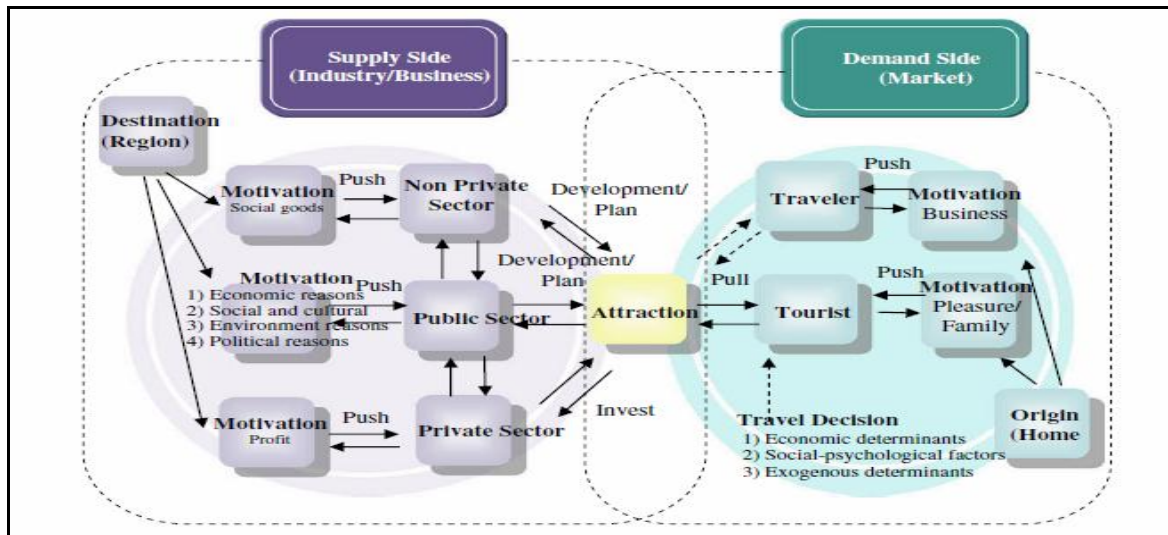 Supply Side
(Industry/Business)
Demand Side
(Market)
Destination
(Region)
Motivation
Social goods
Push
Non Private
Sector
Development/
Plan
Traveler
Push
Motivation
Business
Motivation
1) Economic reasons
2) Social and cultural
3) Environment reasons
4) Political reasons
Push
Public Sector
Development/
Plan
Attraction
Pull
Tourist
Push
Motivation
Pleasure/
Family
Motivation
Profit
Push
Private Sector
Invest
Travel Decision
1) Economic determinants
2) Social-psychological factors
3) Exogenous determinants
Origin
(Home